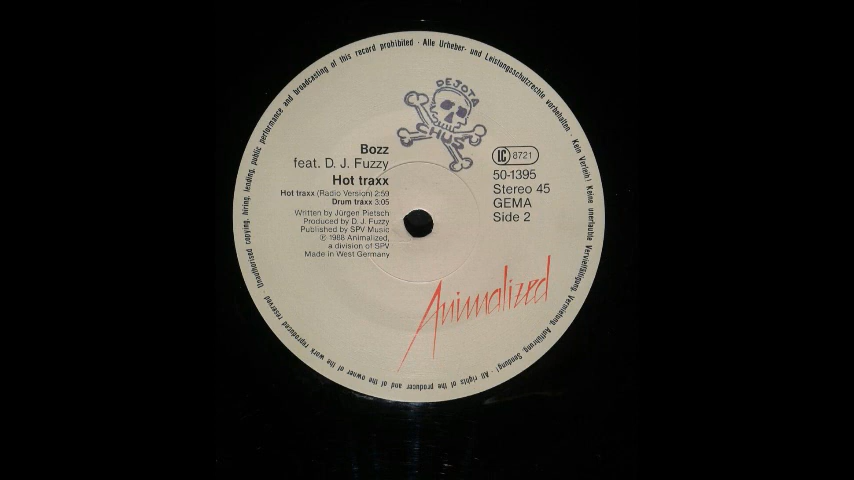 Unauthorised copying, hiring, lending, public performance and broadcasting of this record prohibited · Alle Urheber- und Leistungsschutzrechte vorbehalten · Kein Verleih! Keine unerlaubte Vervielfältigung, Vermietung, Aufführung, Sendung! · All rights of the producer and of the owner of the work reproduced reserved
DEJOTA
CHUS
Bozz
feat. D. J. Fuzzy
Hot traxx
Hot traxx (Radio Version) 2:59
Drum traxx 3:05
Written by Jürgen Pietsch
Produced by D. J. Fuzzy
Published by SPV Music
℗ 1988 Animalized,
a division of SPV
Made in West Germany
LC 8721
50-1395
Stereo 45
GEMA
Side 2
Animalized